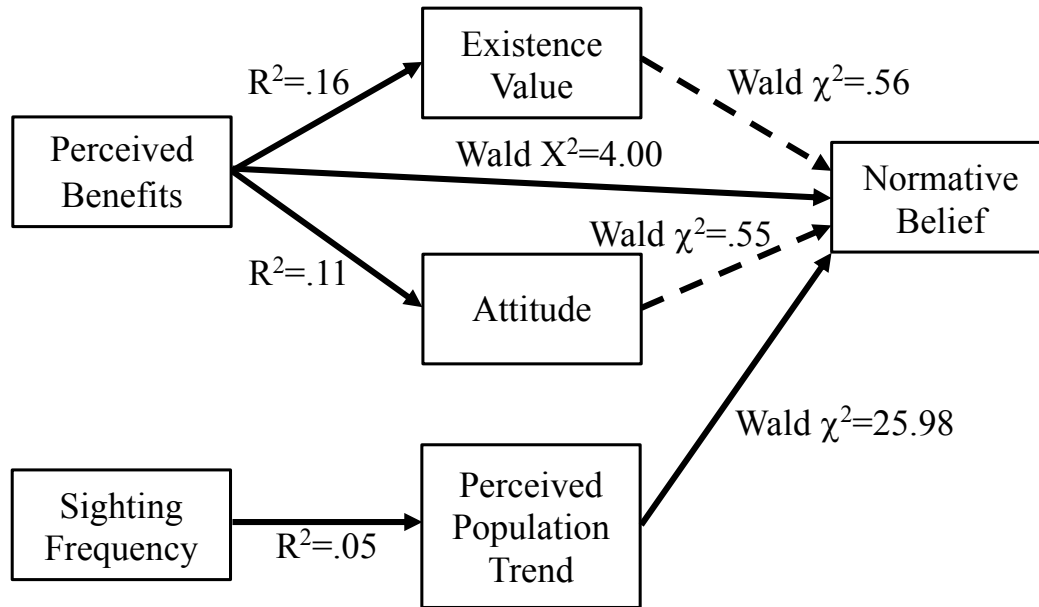 Existence
Value
R²=.16
Wald χ²=.56
Perceived
Benefits
Wald X²=4.00
Normative
Belief
Wald χ²=.55
R²=.11
Attitude
Wald χ²=25.98
Sighting
Frequency
R²=.05
Perceived
Population
Trend